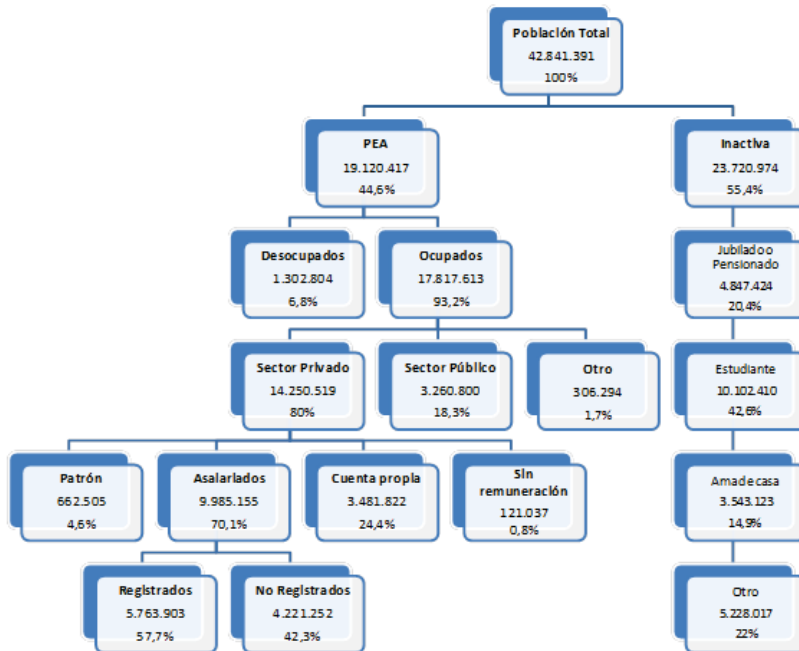 Población Total
42.841.391
100%
PEA
19.120.417
44,6%
Inactiva
23.720.974
55,4%
Desocupados
1.302.804
6,8%
Ocupados
17.817.613
93,2%
Jubilado o
Pensionado
4.847.424
20,4%
Sector Privado
14.250.519
80%
Sector Público
3.260.800
18,3%
Otro
306.294
1,7%
Estudiante
10.102.410
42,6%
Patrón
662.505
4,6%
Asalariados
9.985.155
70,1%
Cuenta propia
3.481.822
24,4%
Sin
remuneración
121.037
0,8%
Ama de casa
3.543.123
14,9%
Registrados
5.763.903
57,7%
No Registrados
4.221.252
42,3%
Otro
5.228.017
22%